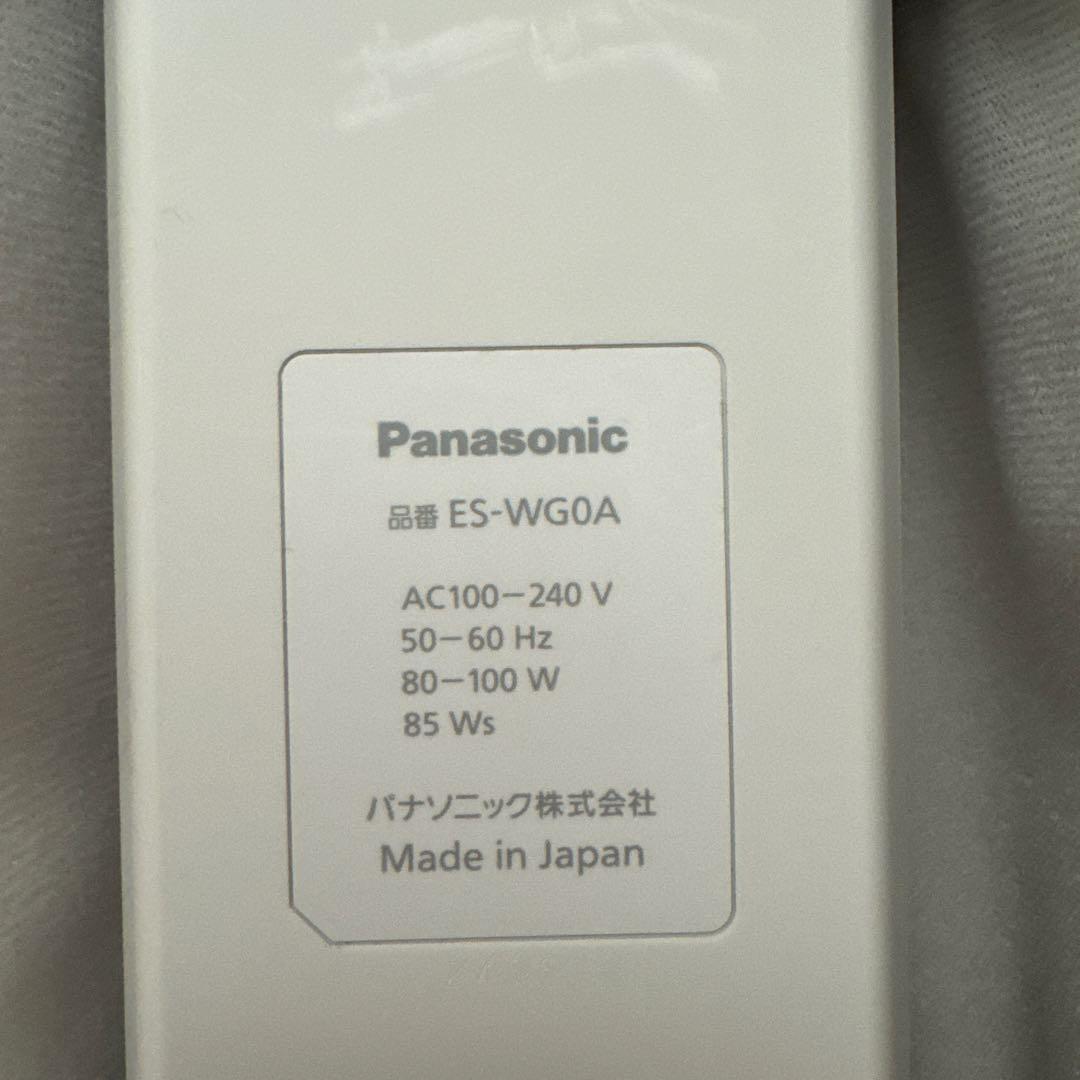 Panasonic
品番 ES-WG0A
AC100-240 V
50-60 Hz
80-100 W
85 Ws
パナソニック株式会社
Made in Japan